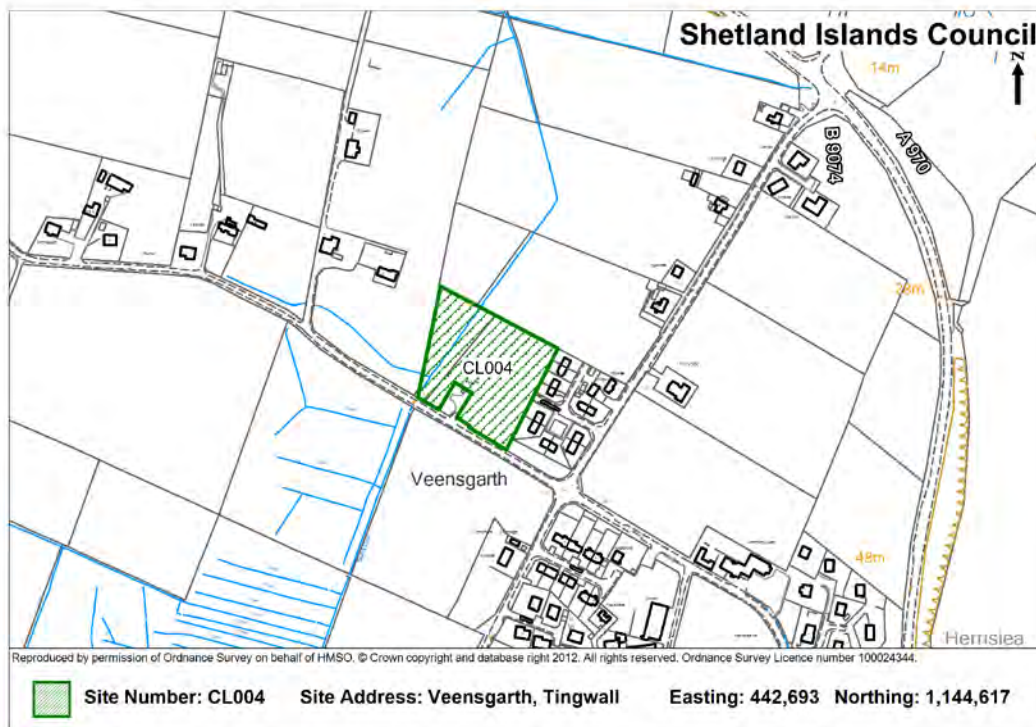 Shetland Islands Council
Z
14m
B 9074
A 970
28m
CL004
Veensgarth
48m
Herrislea
Reproduced by permission of Ordnance Survey on behalf of HMSO. © Crown copyright and database right 2012. All rights reserved. Ordnance Survey Licence number 100024344.
Site Number: CL004 Site Address: Veensgarth, Tingwall Easting: 442,693 Northing: 1,144,617